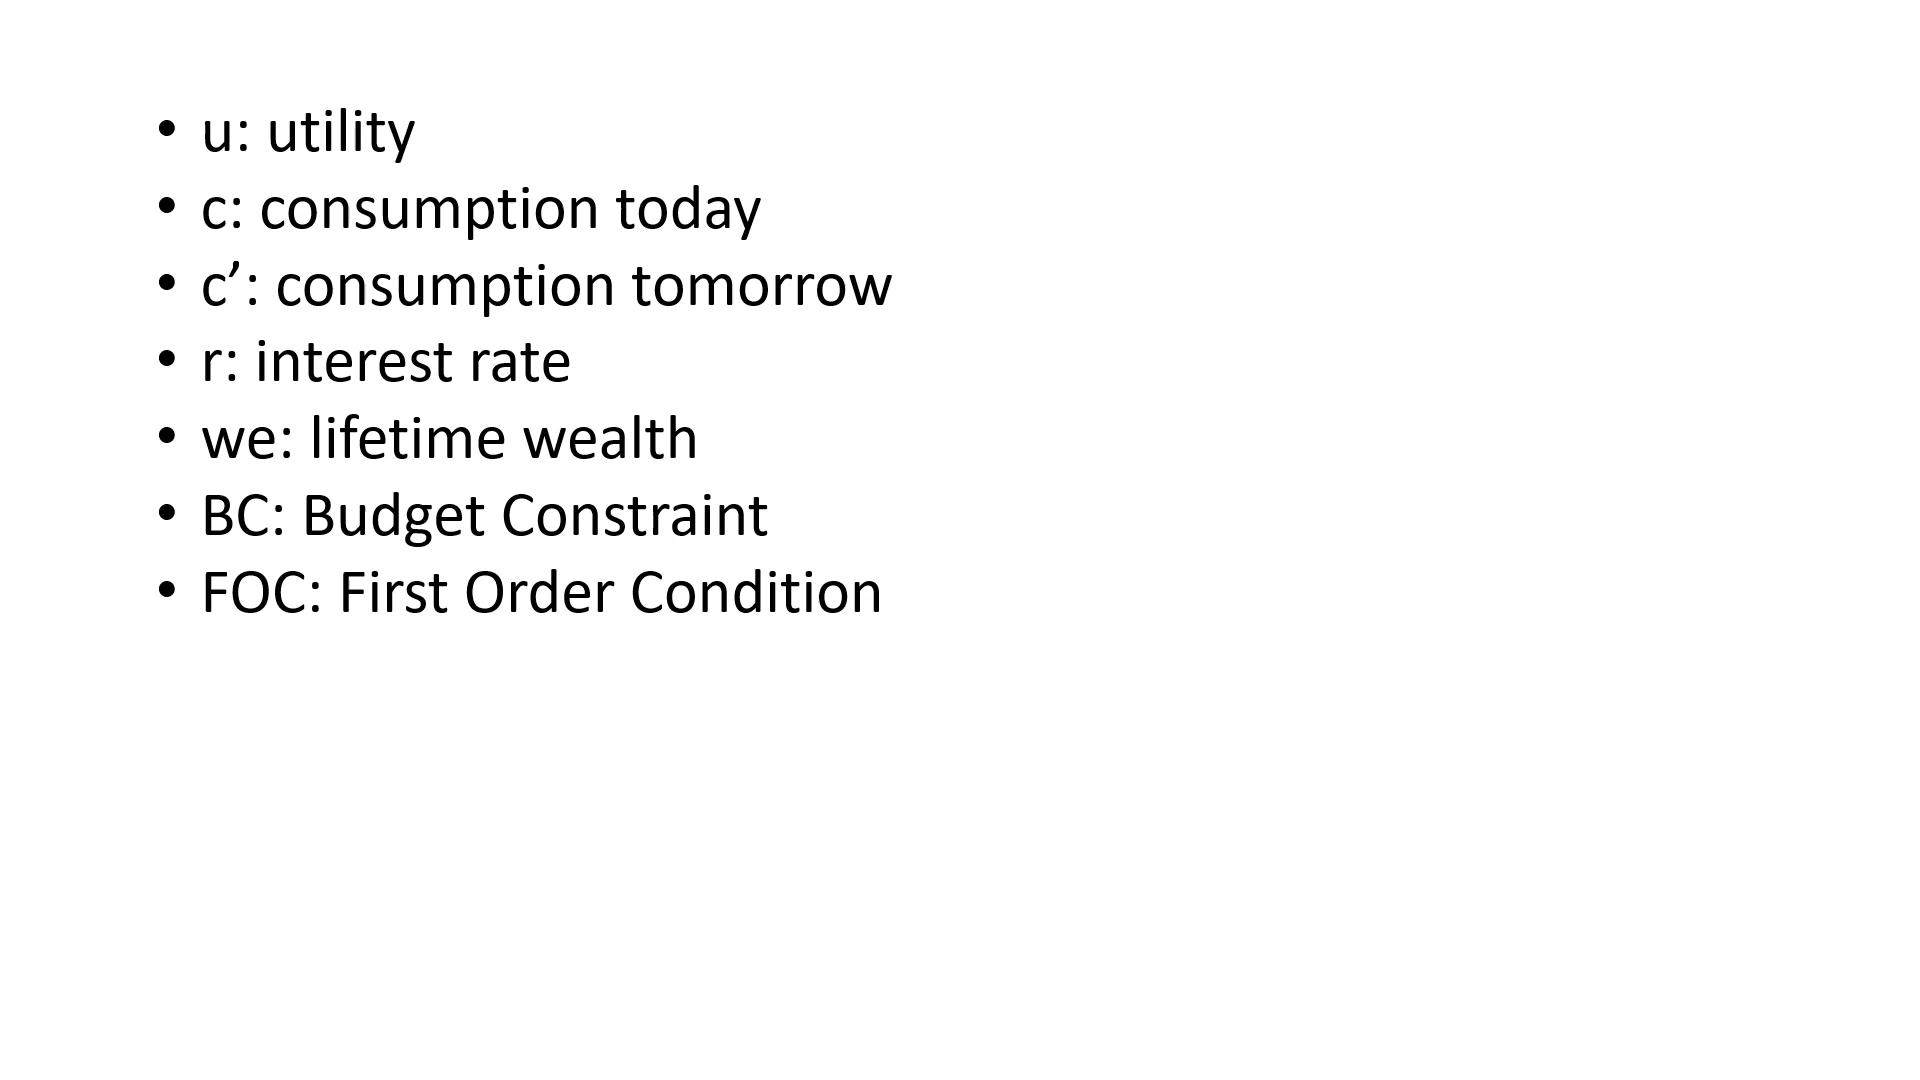 • u: utility
• c: consumption today
• c’: consumption tomorrow
• r: interest rate
• we: lifetime wealth
• BC: Budget Constraint
• FOC: First Order Condition